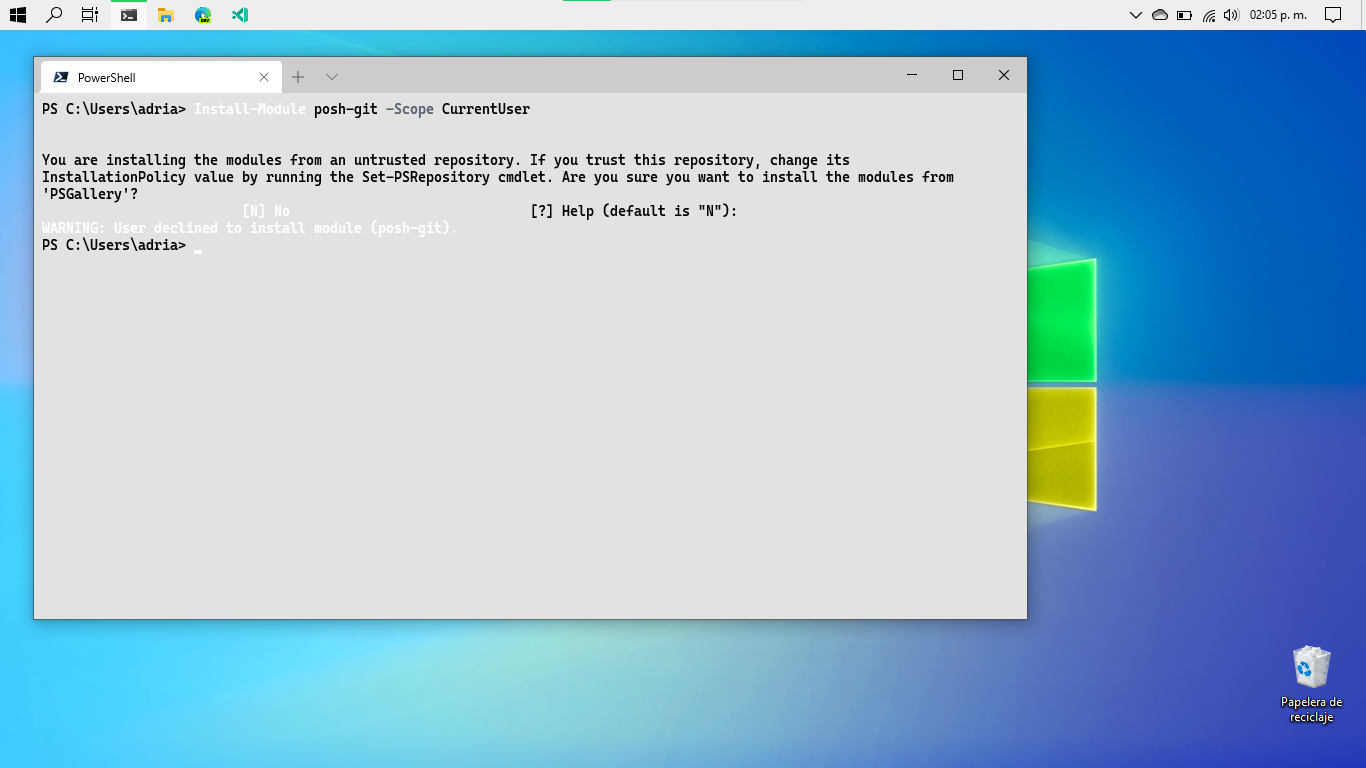 02:05 p. m.
PowerShell
PS C:\Users\adria> Install-Module posh-git -Scope CurrentUser
You are installing the modules from an untrusted repository. If you trust this repository, change its
InstallationPolicy value by running the Set-PSRepository cmdlet. Are you sure you want to install the modules from
'PSGallery'?
[N] No [?] Help (default is "N"):
WARNING: User declined to install module (posh-git).
PS C:\Users\adria>
Papelera de
reciclaje